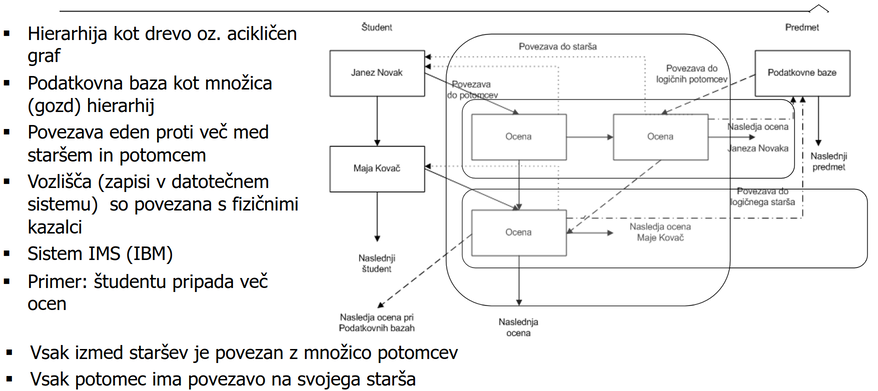 Hierarhija kot drevo oz. acikličen
graf
Podatkovna baza kot množica
(gozd) hierarhij
Povezava eden proti več med
staršem in potomcem
Vozlišča (zapisi v datotečnem
sistemu) so povezana s fizičnimi
kazalci
Sistem IMS (IBM)
Primer: študentu pripada več
ocen
Vsak izmed staršev je povezan z množico potomcev
Vsak potomec ima povezavo na svojega starša
Študent
Predmet
Povezava do starša
Janez Novak
Povezava do
potomcev
Povezava do
logičnih potomcev
Podatkovne baze
Ocena
Ocena
Nasledja ocena
Janeza Novaka
Naslednji
predmet
Maja Kovač
Povezava do
logičnega starša
Ocena
Nasledja ocena
Maje Kovač
Naslednji
študent
Nasledja ocena pri
Podatkovnih bazah
Naslednja
ocena